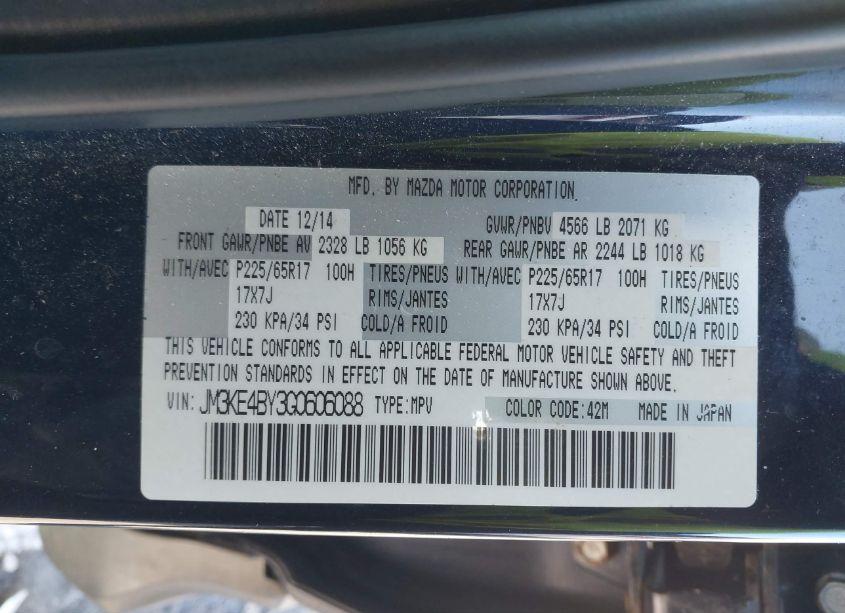 MFD. BY MAZDA MOTOR CORPORATION.
DATE 12/14 GVWR/PNBV 4566 LB 2071 KG
FRONT GAWR/PNBE AV 2328 LB 1056 KG REAR GAWR/PNBE AR 2244 LB 1018 KG
WITH/AVEC P225/65R17 100H TIRES/PNEUS WITH/AVEC P225/65R17 100H TIRES/PNEUS
17X7J RIMS/JANTES 17X7J RIMS/JANTES
230 KPA/34 PSI COLD/A FROID 230 KPA/34 PSI COLD/A FROID
THIS VEHICLE CONFORMS TO ALL APPLICABLE FEDERAL MOTOR VEHICLE SAFETY AND THEFT
PREVENTION STANDARDS IN EFFECT ON THE DATE OF MANUFACTURE SHOWN ABOVE.
VIN: JM3KE4BY3G0606088 TYPE:MPV COLOR CODE:42M MADE IN JAPAN